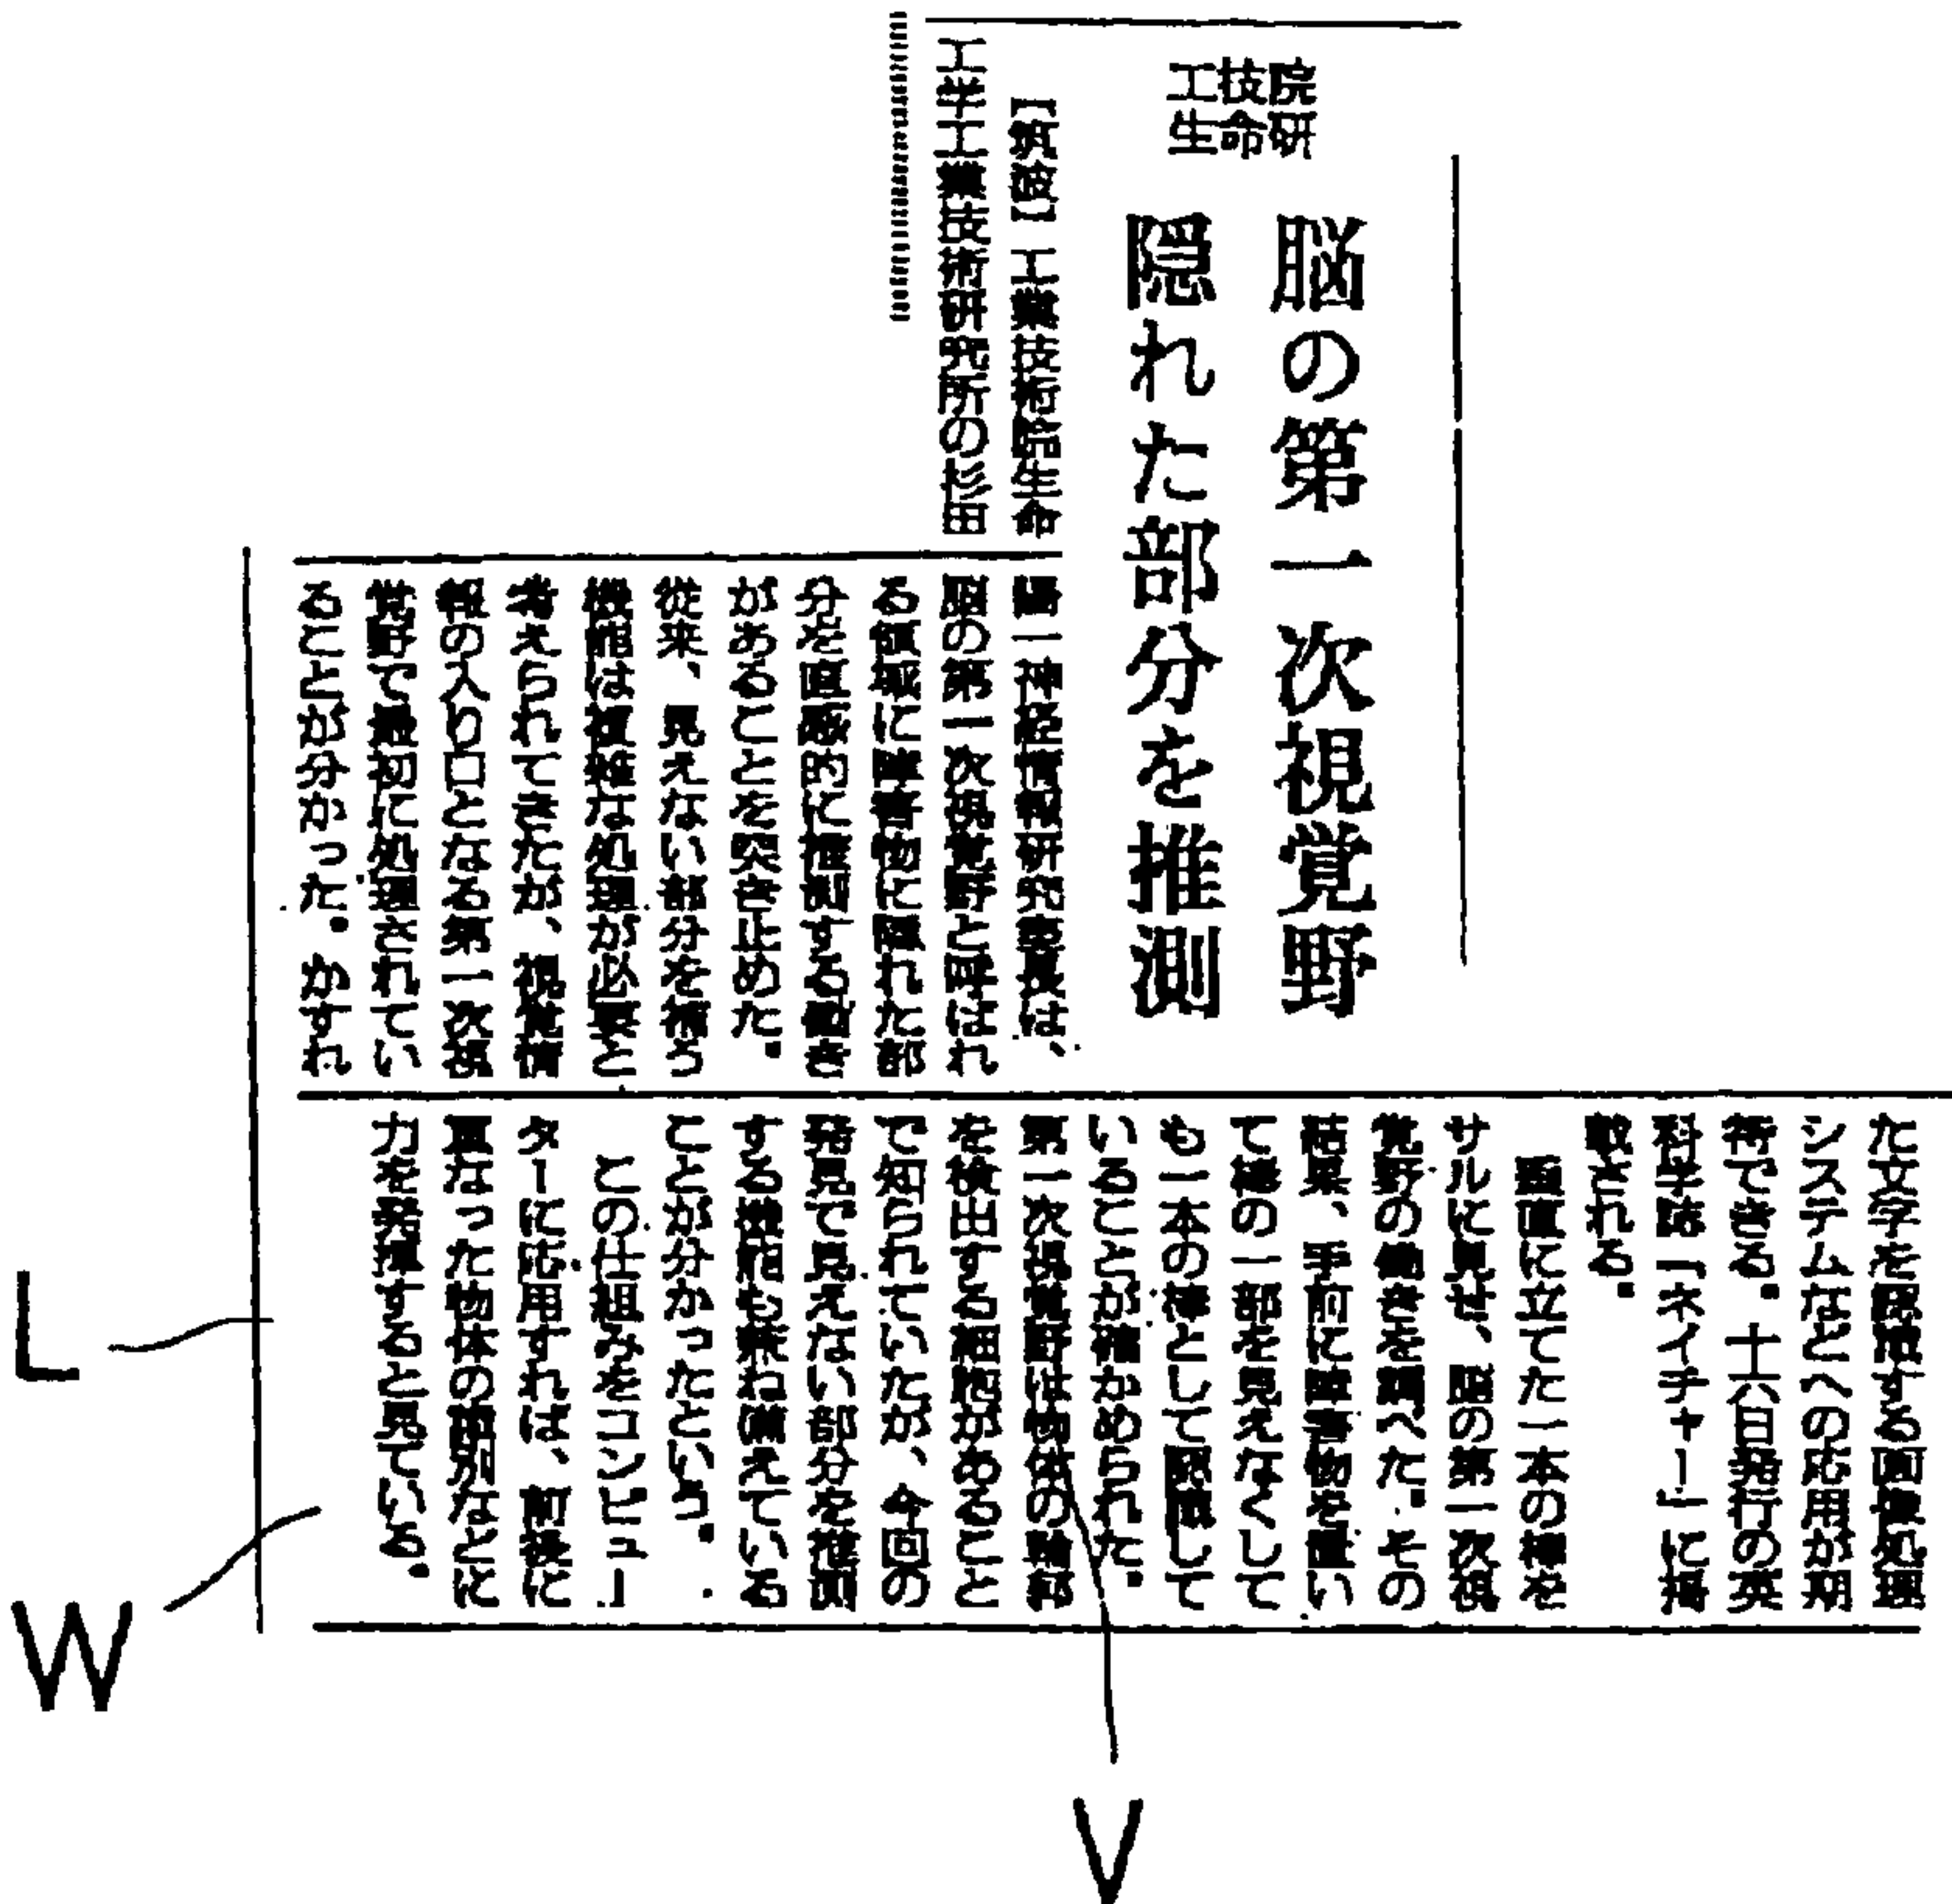 工技院
生命研
脳の第一次視覚野
隠れた部分を推測
【筑波】工業技術院生命
工学工業技術研究所の杉田
陽一神経情報研究室長は、
脳の第一次視覚野と呼ばれ
る領域に障害物に隠れた部
分を直感的に推測する働き
があることを突き止めた。
従来、見えない部分を補う
機能は複雑な処理が必要と
考えられてきたが、視覚情
報の入り口となる第一次視
覚野で最初に処理されてい
ることが分かった。かすれ
た文字を認識する画像処理
システムなどへの応用が期
待できる。十六日発行の英
科学誌「ネイチャー」に掲
載される。
垂直に立てた一本の棒を
サルに見せ、脳の第一次視
覚野の働きを調べた。その
結果、手前に障害物を置い
て棒の一部を見えなくして
も一本の棒として認識して
いることが確かめられた。
第一次視覚野は物体の輪郭
を検出する細胞があること
で知られていたが、今回の
発見で見えない部分を推測
する機能も兼ね備えている
ことが分かったという。
この仕組みをコンピュー
ターに応用すれば、前後に
重なった物体の識別などに
力を発揮すると見ている。
L
W
V